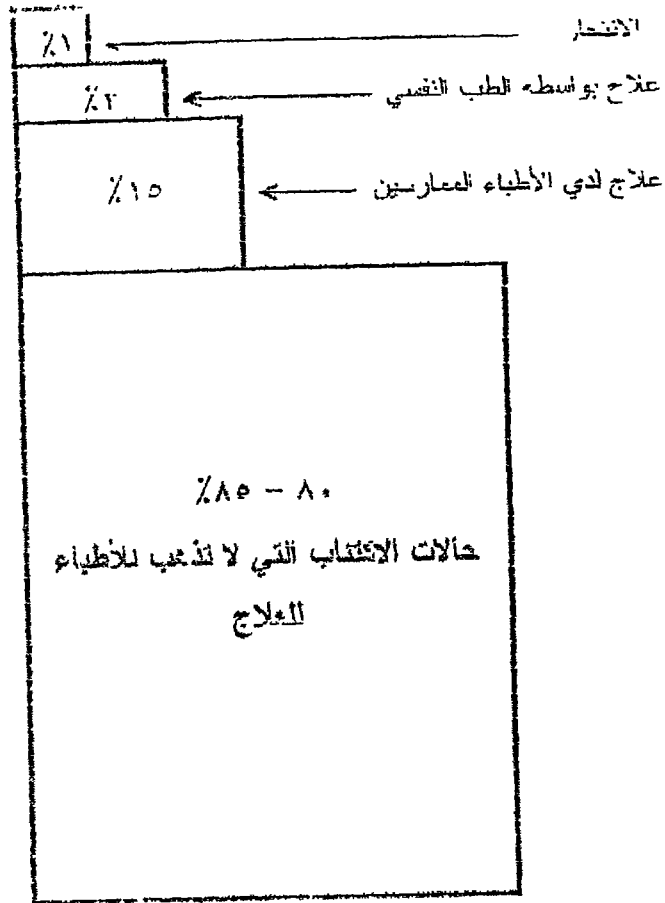 ٪١
الانتحار
٪٢
علاج بواسطه الطب النفسي
٪١٥
علاج لدي الأطباء الممارسين
٪٨٥ – ٨٠
حالات الاكتئاب التي لا تذهب للأطباء
للعلاج